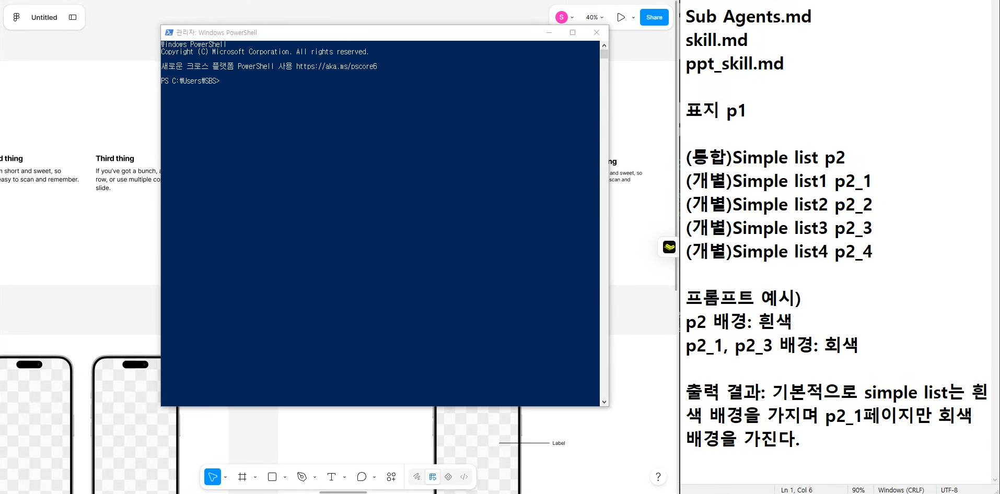 Untitled
S
40%
Share
관리자: Windows PowerShell
Windows PowerShell
Copyright (C) Microsoft Corporation. All rights reserved.
새로운 크로스 플랫폼 PowerShell 사용 https://aka.ms/pscore6
PS C:₩Users₩SBS>
d thing
short and sweet, so
easy to scan and remember.
Third thing
If you've got a bunch,
row, or use multiple
slide.
ng
and sweet, so
scan and
Label
Sub Agents.md
skill.md
ppt_skill.md
표지 p1
(통합)Simple list p2
(개별)Simple list1 p2_1
(개별)Simple list2 p2_2
(개별)Simple list3 p2_3
(개별)Simple list4 p2_4
프롬프트 예시)
p2 배경: 흰색
p2_1, p2_3 배경: 회색
출력 결과: 기본적으로 simple list는 흰
색 배경을 가지며 p2_1페이지만 회색
배경을 가진다.
Ln 1, Col 6
90%
Windows (CRLF)
UTF-8